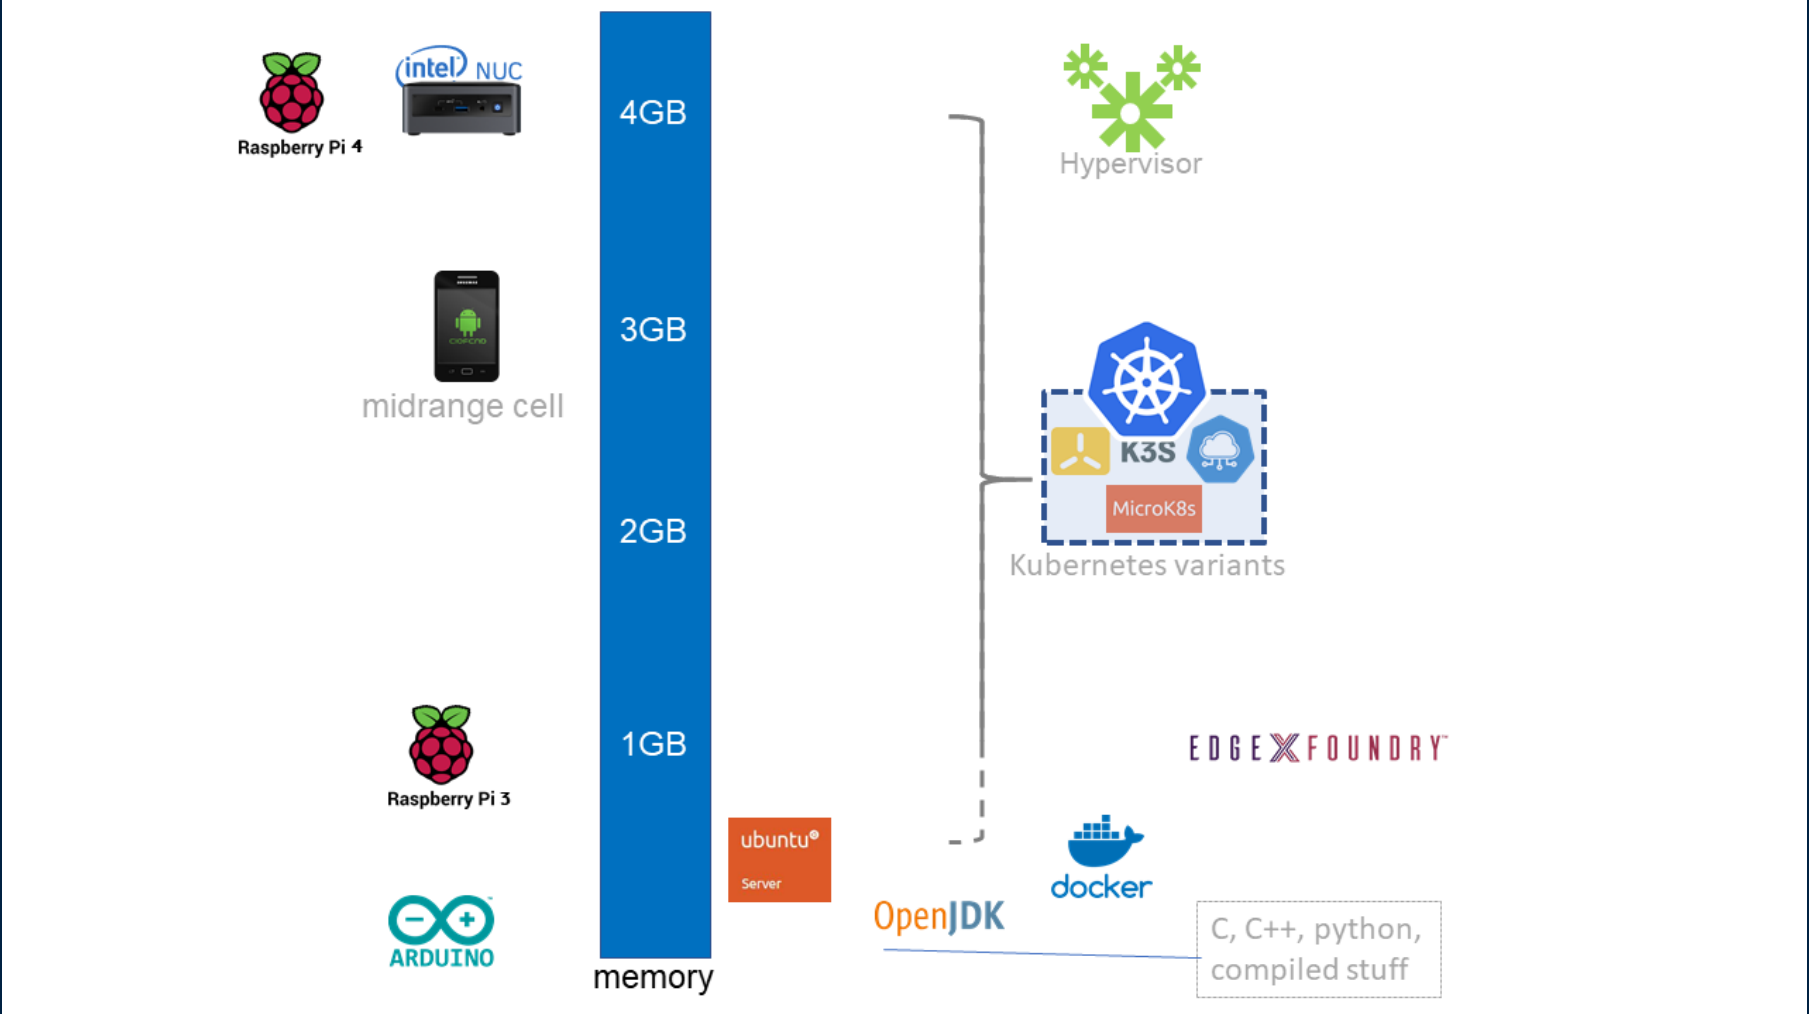 intel
NUC
Raspberry Pi 4
4GB
Hypervisor
3GB
midrange cell
K3S
MicroK8s
2GB
Kubernetes variants
1GB
EDGE X FOUNDRY™
Raspberry Pi 3
ubuntu
Server
docker
OpenJDK
ARDUINO
C, C++, python,
compiled stuff
memory